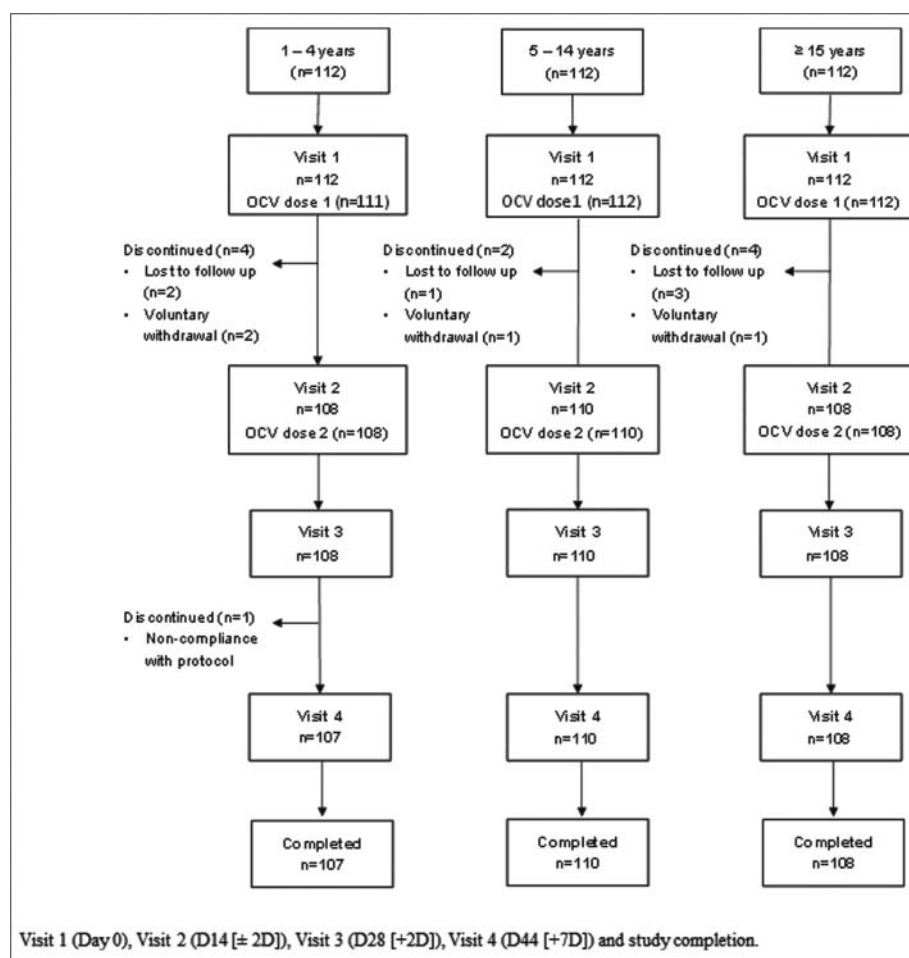 1 – 4 years
(n=112)
5 – 14 years
(n=112)
≥ 15 years
(n=112)
Visit 1
n=112
OCV dose 1 (n=111)
Visit 1
n=112
OCV dose1 (n=112)
Visit 1
n=112
OCV dose 1 (n=112)
Discontinued (n=4)
• Lost to follow up
(n=2)
• Voluntary
withdrawal (n=2)
Discontinued (n=2)
• Lost to follow up
(n=1)
• Voluntary
withdrawal (n=1)
Discontinued (n=4)
• Lost to follow up
(n=3)
• Voluntary
withdrawal (n=1)
Visit 2
n=108
OCV dose 2 (n=108)
Visit 2
n=110
OCV dose 2 (n=110)
Visit 2
n=108
OCV dose 2 (n=108)
Visit 3
n=108
Visit 3
n=110
Visit 3
n=108
Discontinued (n=1)
• Non-compliance
with protocol
Visit 4
n=107
Visit 4
n=110
Visit 4
n=108
Completed
n=107
Completed
n=110
Completed
n=108
Visit 1 (Day 0), Visit 2 (D14 [± 2D]), Visit 3 (D28 [+2D]), Visit 4 (D44 [+7D]) and study completion.